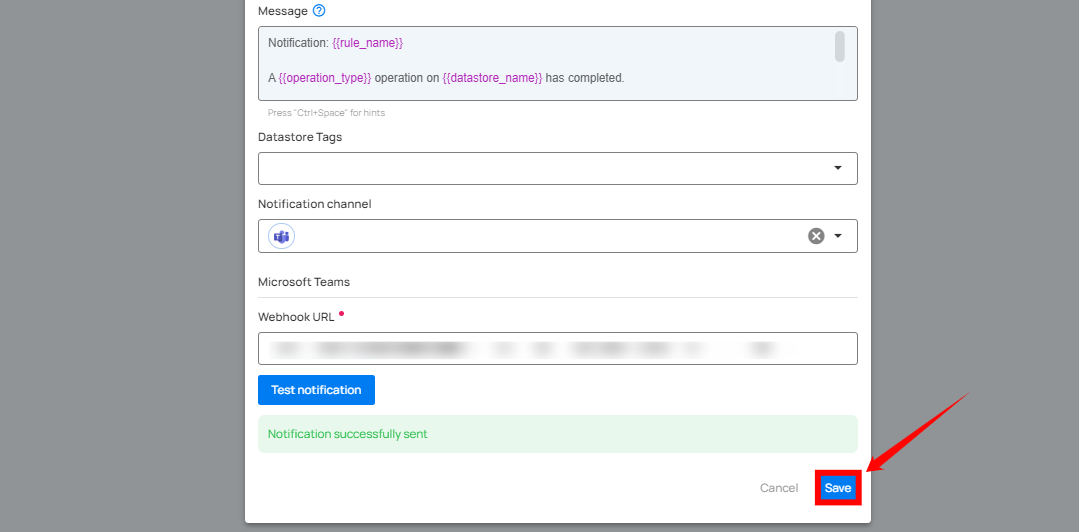 Message
Notification: {{rule_name}}
A {{operation_type}} operation on {{datastore_name}} has completed.
Press "Ctrl+Space" for hints
Datastore Tags
Notification channel
Microsoft Teams
Webhook URL
Test notification
Notification successfully sent
Cancel
Save